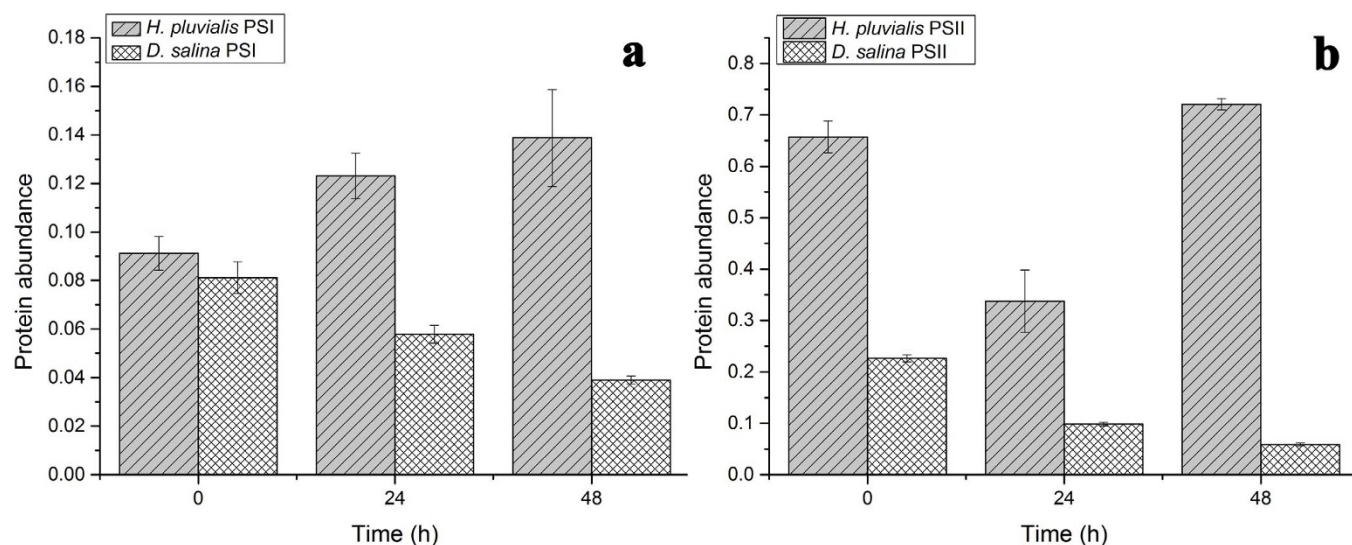 H. pluvialis PSI
D. salina PSI
a
0.18
0.16
0.14
0.12
0.10
0.08
0.06
0.04
0.02
0.00
Protein abundance
0
24
48
Time (h)
H. pluvialis PSII
D. salina PSII
b
0.8
0.7
0.6
0.5
0.4
0.3
0.2
0.1
0.0
Protein abundance
0
24
48
Time (h)